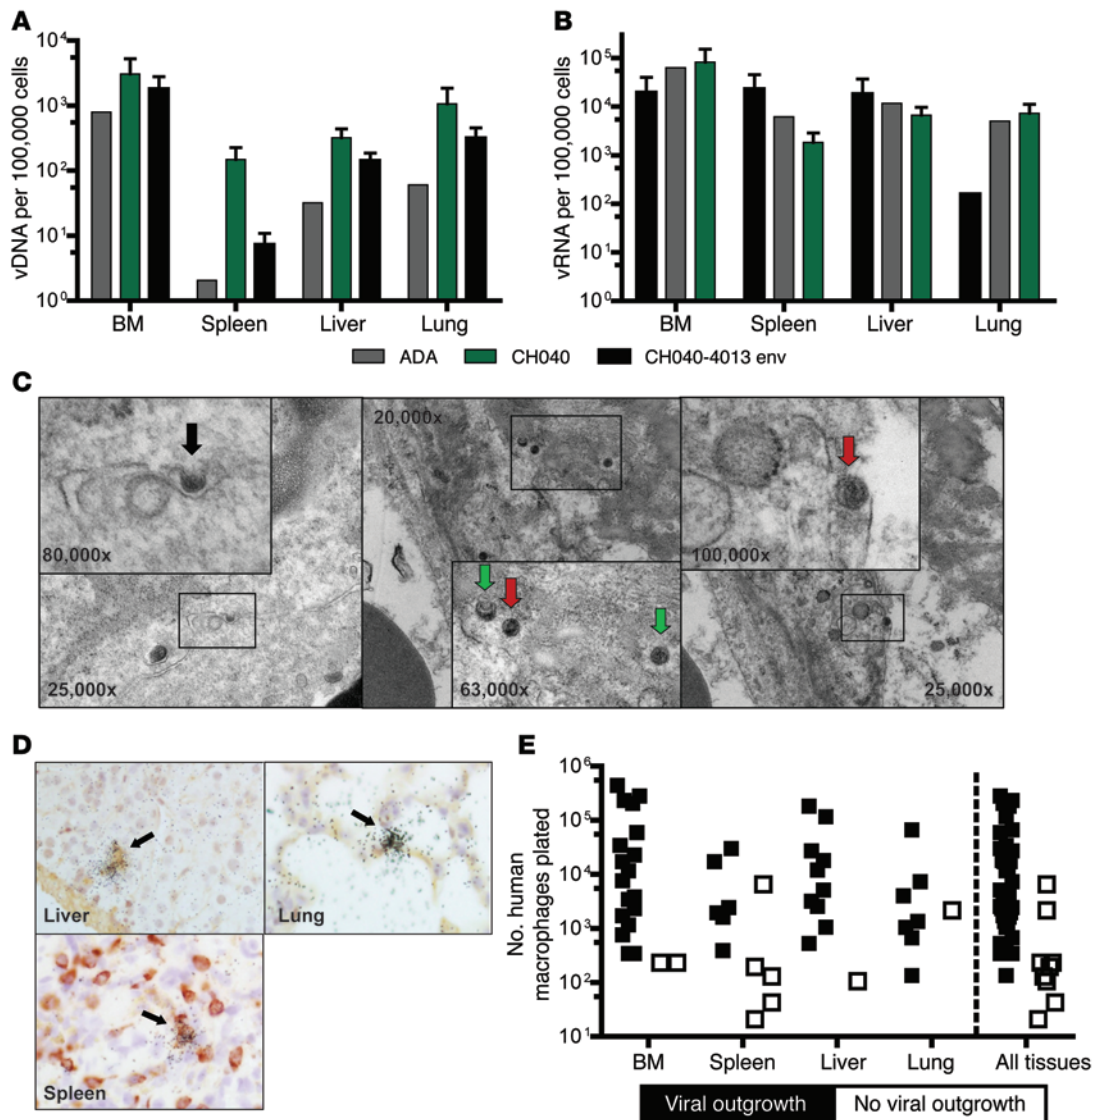 A
vDNA per 100,000 cells
10⁴
10³
10²
10¹
10⁰
BM Spleen Liver Lung
B
vRNA per 100,000 cells
10⁵
10⁴
10³
10²
10¹
10⁰
BM Spleen Liver Lung
ADA CH040 CH040-4013 env
C
80,000x
25,000x
20,000x
63,000x
100,000x
25,000x
D
Liver
Lung
Spleen
E
No. human
macrophages plated
10⁶
10⁵
10⁴
10³
10²
10¹
BM Spleen Liver Lung All tissues
Viral outgrowth No viral outgrowth